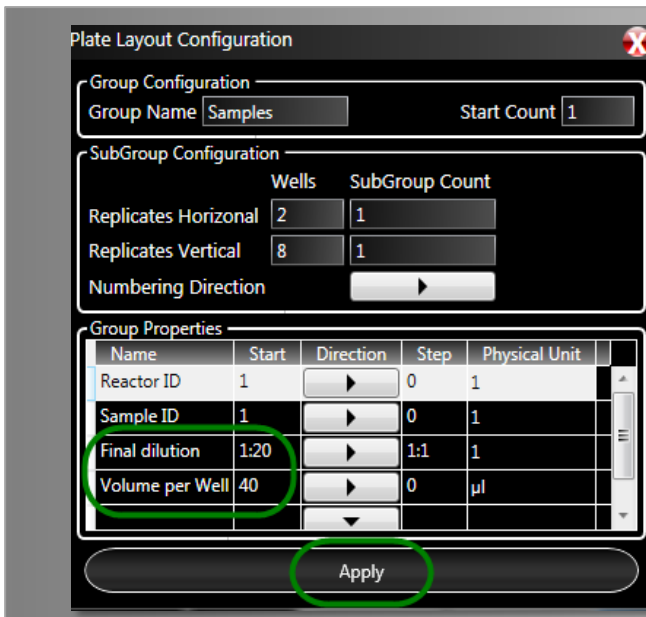 Plate Layout Configuration
X
Group Configuration
Group Name Samples Start Count 1
SubGroup Configuration
Wells SubGroup Count
Replicates Horizonal 2 1
Replicates Vertical 8 1
Numbering Direction
Group Properties
Name Start Direction Step Physical Unit
Reactor ID 1 0 1
Sample ID 1 0 1
Final dilution 1:20 1:1 1
Volume per Well 40 0 µl
Apply